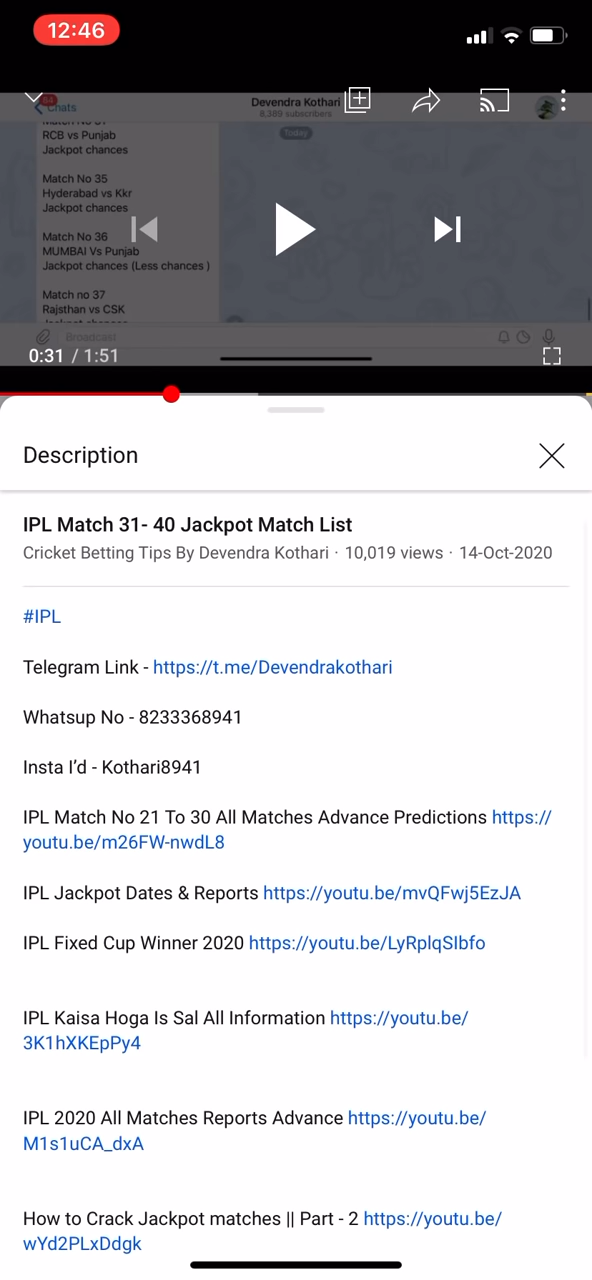 12:46
84
Chats
Devendra Kothari
8,389 subscribers
Today
Match No 31
RCB vs Punjab
Jackpot chances
Match No 35
Hyderabad vs Kkr
Jackpot chances
Match No 36
MUMBAI Vs Punjab
Jackpot chances (Less chances )
Match no 37
Rajsthan vs CSK
Broadcast
0:31 / 1:51
Description
IPL Match 31- 40 Jackpot Match List
Cricket Betting Tips By Devendra Kothari · 10,019 views · 14-Oct-2020
#IPL
Telegram Link - https://t.me/Devendrakothari
Whatsup No - 8233368941
Insta I’d - Kothari8941
IPL Match No 21 To 30 All Matches Advance Predictions https://
youtu.be/m26FW-nwdL8
IPL Jackpot Dates & Reports https://youtu.be/mvQFwj5EzJA
IPL Fixed Cup Winner 2020 https://youtu.be/LyRplqSIbfo
IPL Kaisa Hoga Is Sal All Information https://youtu.be/
3K1hXKEpPy4
IPL 2020 All Matches Reports Advance https://youtu.be/
M1s1uCA_dxA
How to Crack Jackpot matches || Part - 2 https://youtu.be/
wYd2PLxDdgk